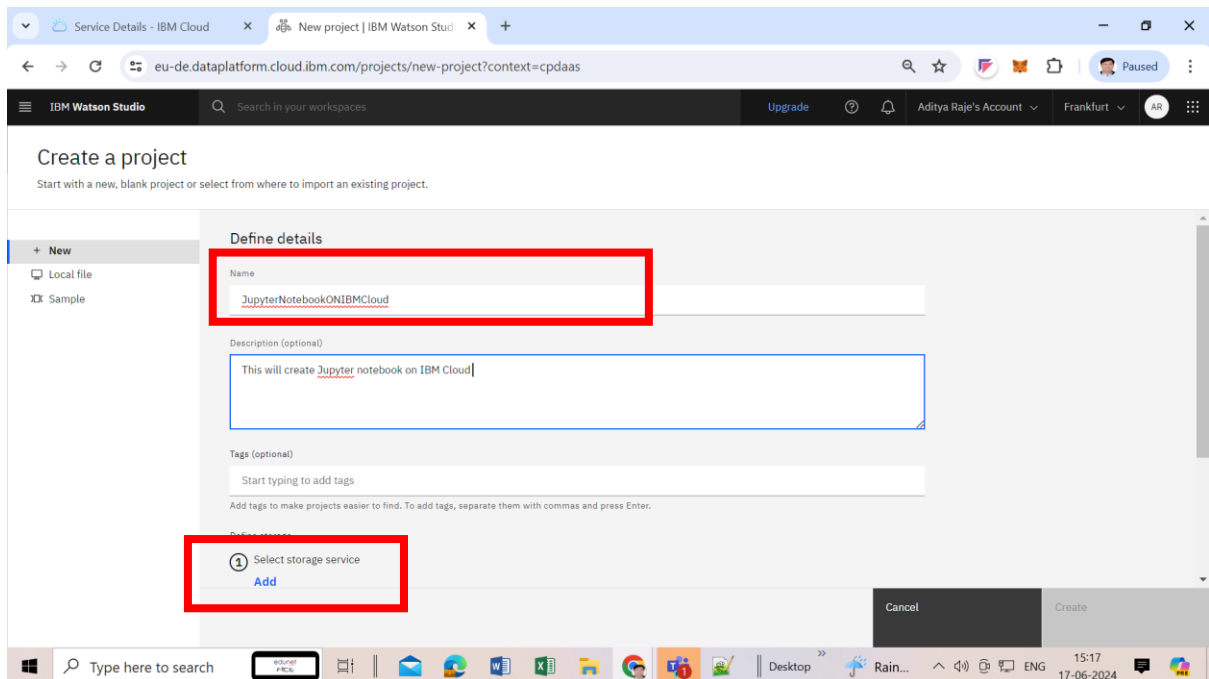 Service Details - IBM Cloud
New project | IBM Watson Stud
eu-de.dataplatform.cloud.ibm.com/projects/new-project?context=cpdaas
Paused
IBM Watson Studio
Search in your workspaces
Upgrade
Aditya Raje's Account
Frankfurt
AR
Create a project
Start with a new, blank project or select from where to import an existing project.
+ New
Local file
Sample
Define details
Name
JupyterNotebookONIBMCloud
Description (optional)
This will create Jupyter notebook on IBM Cloud
Tags (optional)
Start typing to add tags
Add tags to make projects easier to find. To add tags, separate them with commas and press Enter.
Define storage
1 Select storage service
Add
Cancel
Create
Type here to search
edunet
Desktop
Rain...
ENG
15:17
17-06-2024
PRE